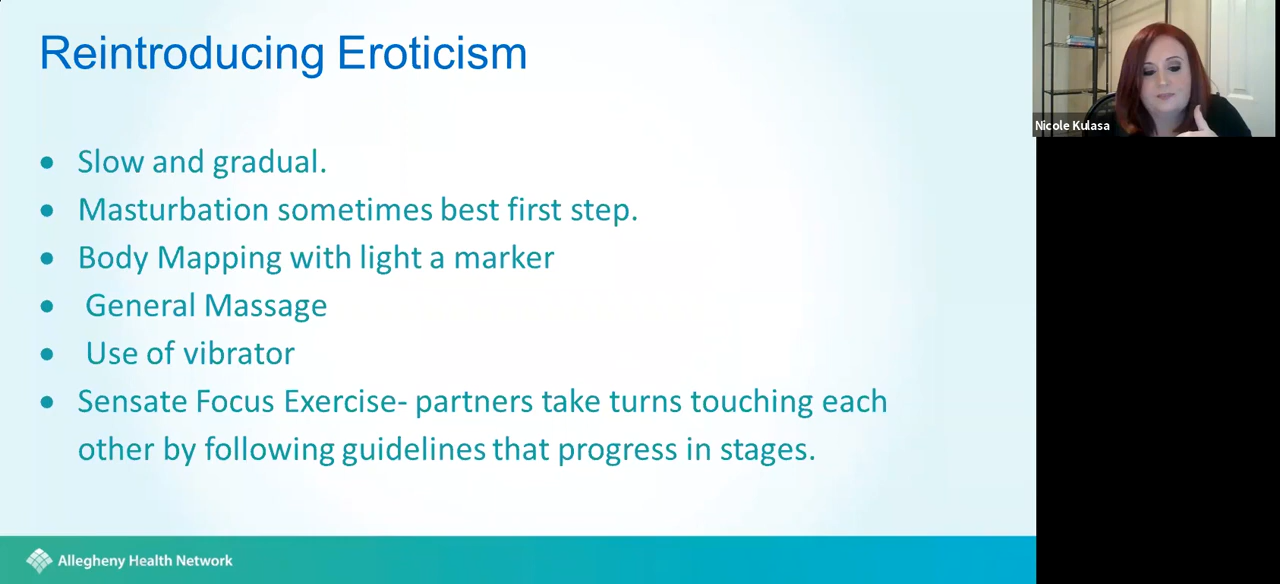 Reintroducing Eroticism
Nicole Kulasa
• Slow and gradual.
• Masturbation sometimes best first step.
• Body Mapping with light a marker
• General Massage
• Use of vibrator
• Sensate Focus Exercise- partners take turns touching each
other by following guidelines that progress in stages.
Allegheny Health Network